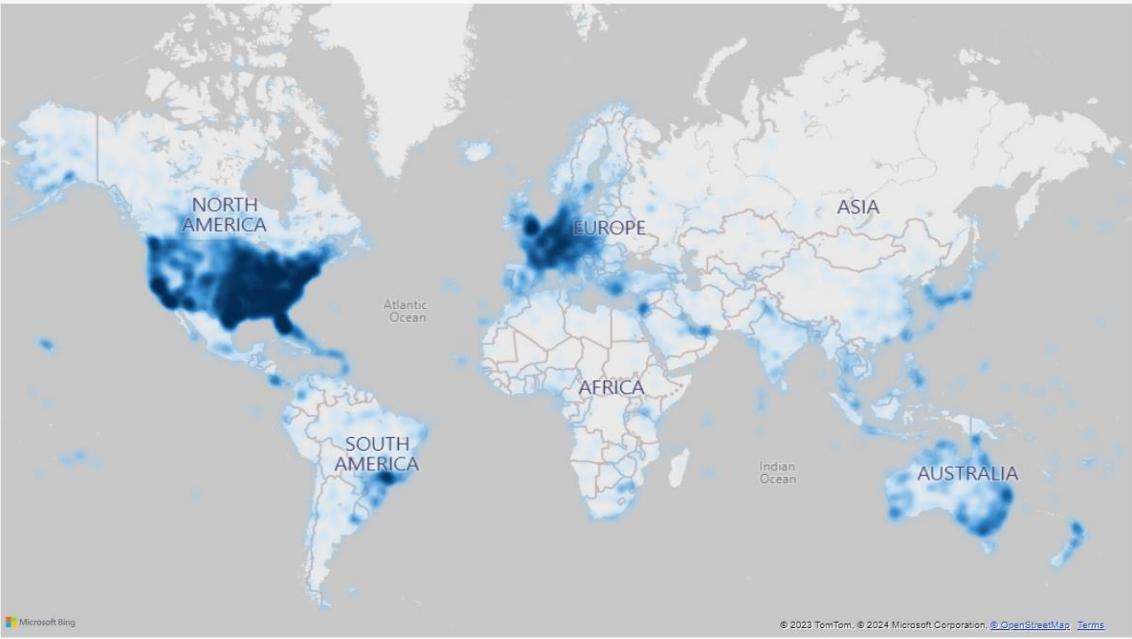 NORTH
AMERICA
EUROPE
ASIA
Atlantic
Ocean
AFRICA
SOUTH
AMERICA
Indian
Ocean
AUSTRALIA
Microsoft Bing
© 2023 TomTom, © 2024 Microsoft Corporation, © OpenStreetMap Terms